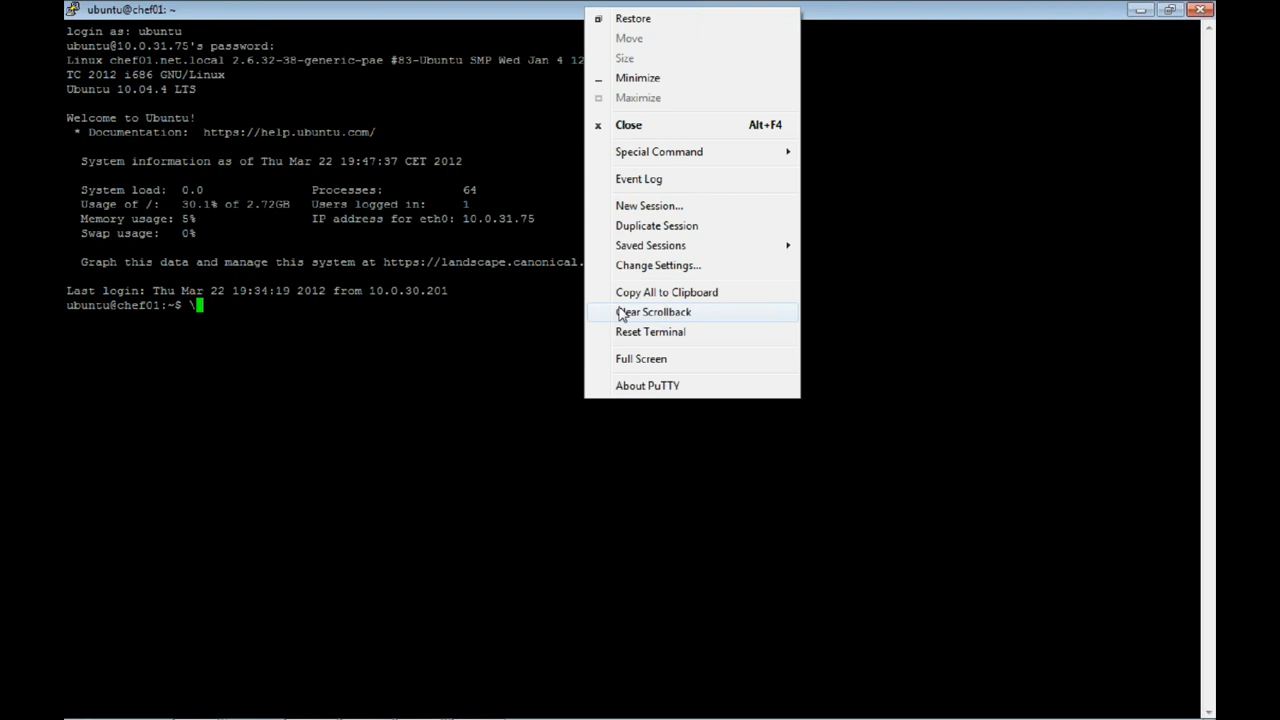 ubuntu@chef01: ~
login as: ubuntu
ubuntu@10.0.31.75's password:
Linux chef01.net.local 2.6.32-38-generic-pae #83-Ubuntu SMP Wed Jan 4 12
TC 2012 i686 GNU/Linux
Ubuntu 10.04.4 LTS
Welcome to Ubuntu!
* Documentation:  https://help.ubuntu.com/
System information as of Thu Mar 22 19:47:37 CET 2012
System load:  0.0               Processes:           64
Usage of /:   30.1% of 2.72GB   Users logged in:     1
Memory usage: 5%                IP address for eth0: 10.0.31.75
Swap usage:   0%
Graph this data and manage this system at https://landscape.canonical.
Last login: Thu Mar 22 19:34:19 2012 from 10.0.30.201
ubuntu@chef01:~$ \
Restore
Move
Size
Minimize
Maximize
Close Alt+F4
Special Command
Event Log
New Session...
Duplicate Session
Saved Sessions
Change Settings...
Copy All to Clipboard
Clear Scrollback
Reset Terminal
Full Screen
About PuTTY